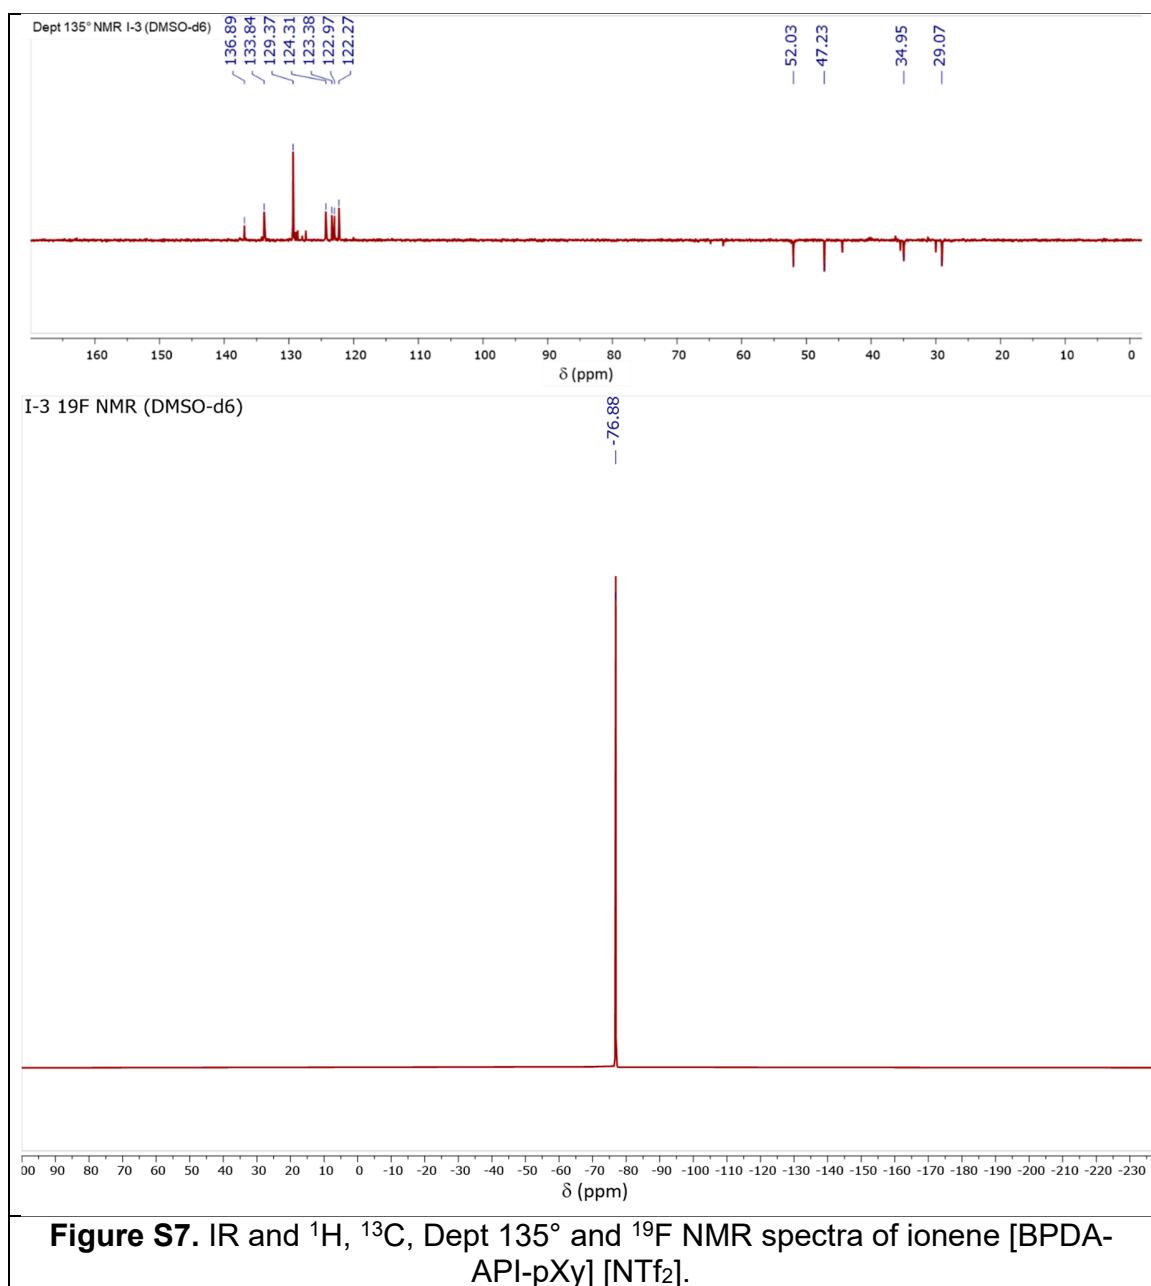 Dept 135° NMR I-3 (DMSO-d6)
136.89
133.84
129.37
124.31
123.38
122.97
122.27
52.03
47.23
34.95
29.07
160 150 140 130 120 110 100 90 80 70 60 50 40 30 20 10 0
δ (ppm)
I-3 19F NMR (DMSO-d6)
-76.88
00 90 80 70 60 50 40 30 20 10 0 -10 -20 -30 -40 -50 -60 -70 -80 -90 -100 -110 -120 -130 -140 -150 -160 -170 -180 -190 -200 -210 -220 -230
δ (ppm)
Figure S7. IR and ¹H, ¹³C, Dept 135° and ¹⁹F NMR spectra of ionene [BPDA-
API-pXy] [NTf₂].